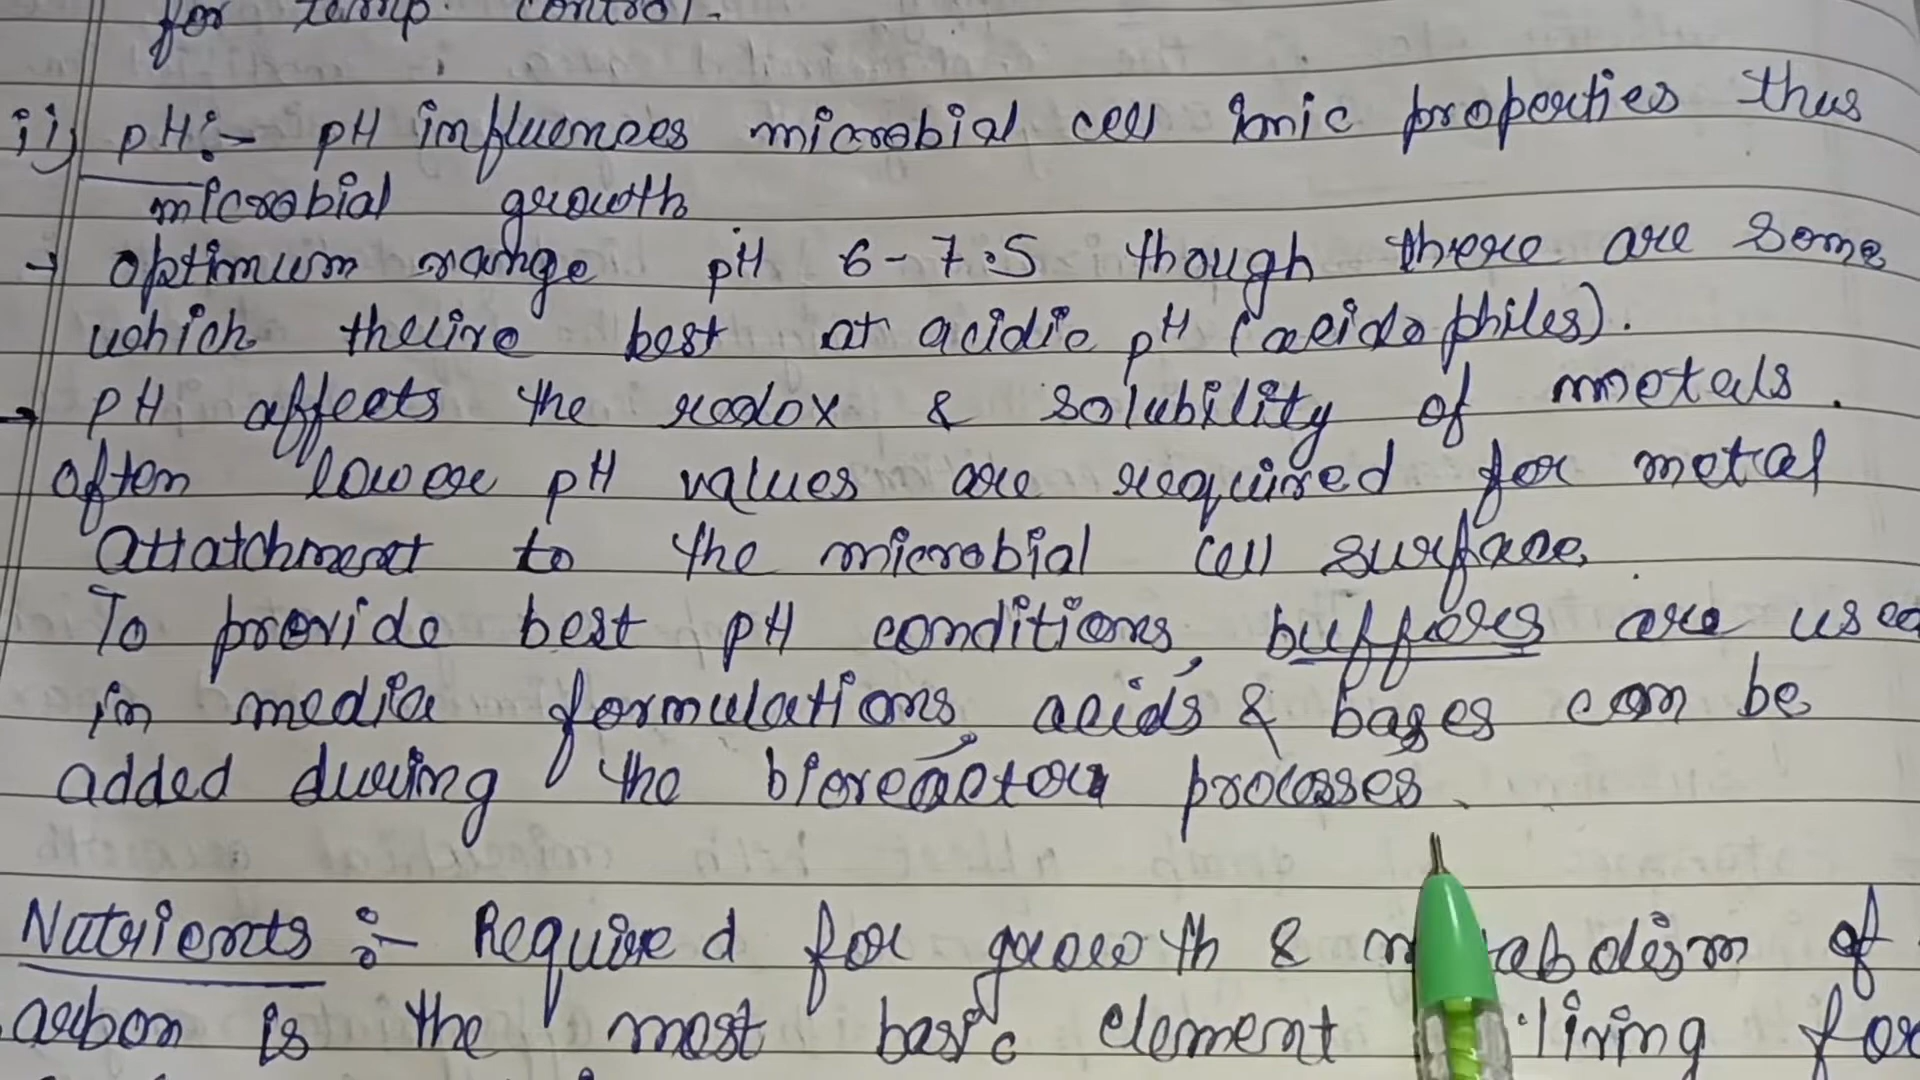 for temp. control.
ii) pH:- pH influences microbial cell ionic properties thus
microbial growth
→ optimum range pH 6-7.5 though there are some
which thrive best at acidic pH (acidophiles).
→ pH affects the redox & solubility of metals.
often lower pH values are required for metal
attatchment to the microbial cell surface.
To provide best pH conditions, buffers are used
in media formulations, acids & bases can be
added during the bioreactor processes.
Nutrients :- Required for growth & of
carbon is the most basic element living